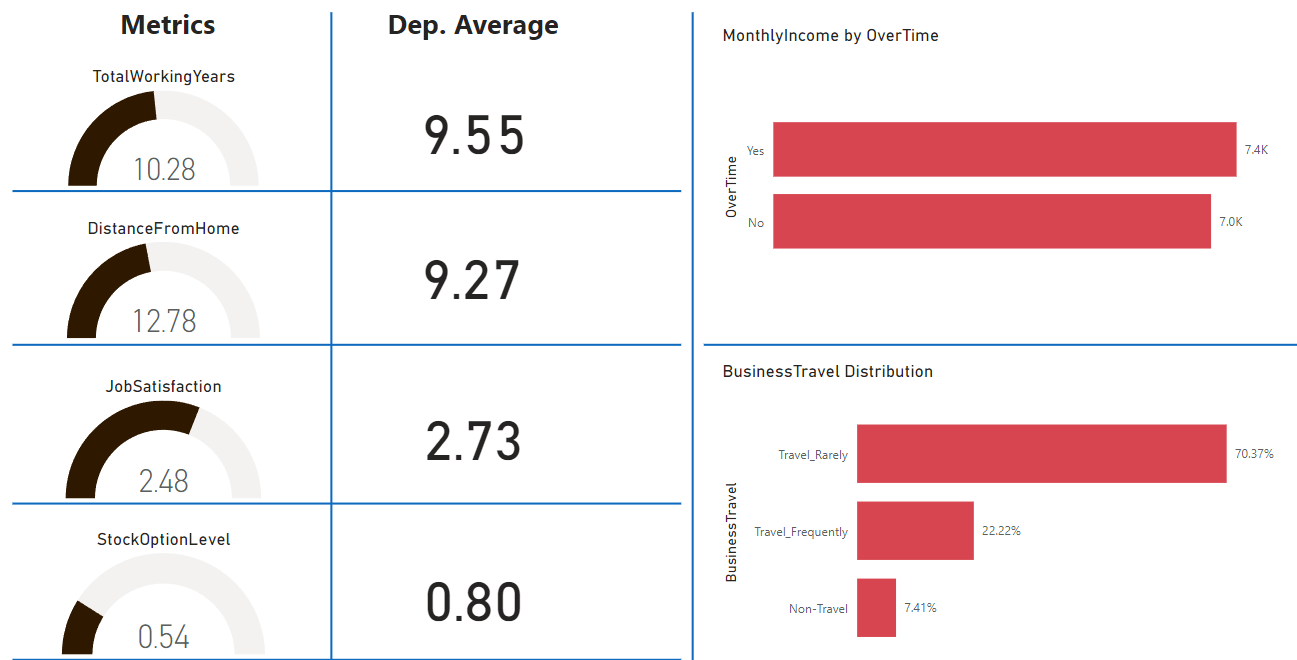 Metrics
Dep. Average
TotalWorkingYears
10.28
9.55
DistanceFromHome
12.78
9.27
JobSatisfaction
2.48
2.73
StockOptionLevel
0.54
0.80
MonthlyIncome by OverTime
OverTime
Yes
7.4K
No
7.0K
BusinessTravel Distribution
BusinessTravel
Travel_Rarely
70.37%
Travel_Frequently
22.22%
Non-Travel
7.41%